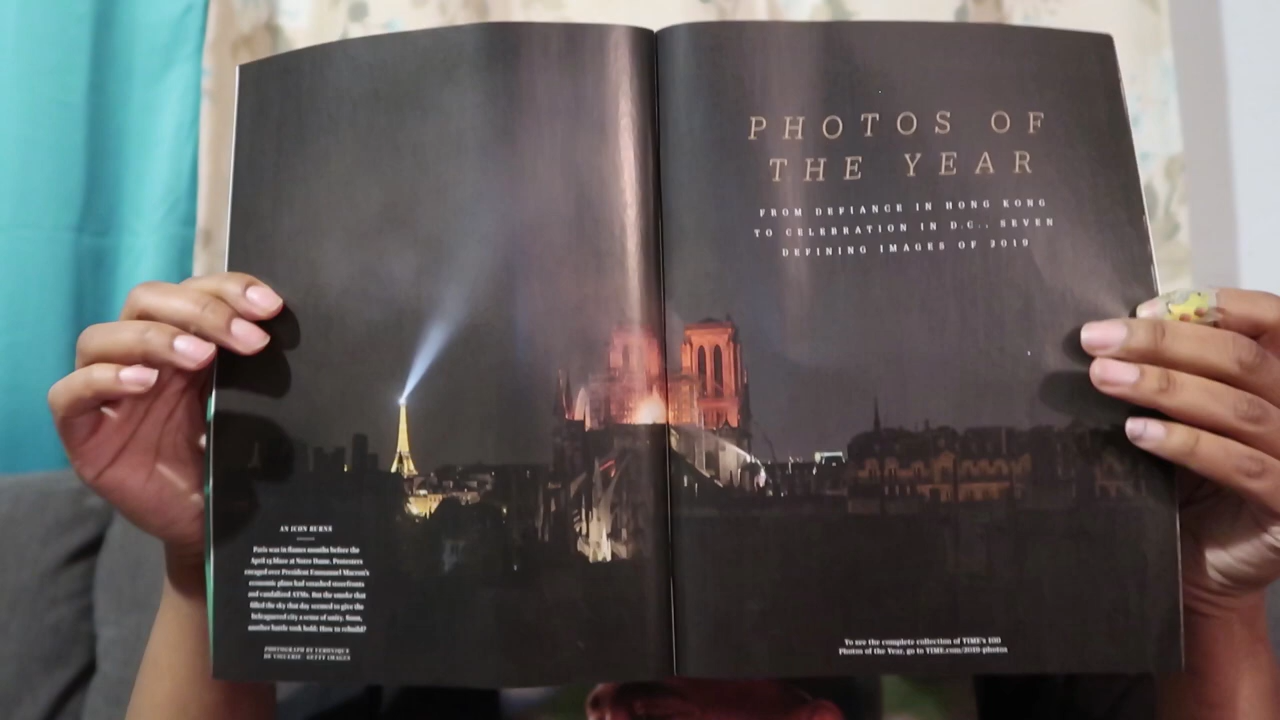 AN ICON BURNS
Paris was in flames months before the
April 15 blaze at Notre Dame. Protesters
enraged over President Emmanuel Macron's
economic plans had smashed storefronts
and vandalized ATMs. But the smoke that
filled the sky that day seemed to give the
beleaguered city a sense of unity. Soon,
another battle took hold: How to rebuild?
PHOTOGRAPH BY VERONIQUE
DE VIGUERIE—GETTY IMAGES
PHOTOS OF
THE YEAR
FROM DEFIANCE IN HONG KONG
TO CELEBRATION IN D.C., SEVEN
DEFINING IMAGES OF 2019
To see the complete collection of TIME's 100
Photos of the Year, go to TIME.com/2019-photos